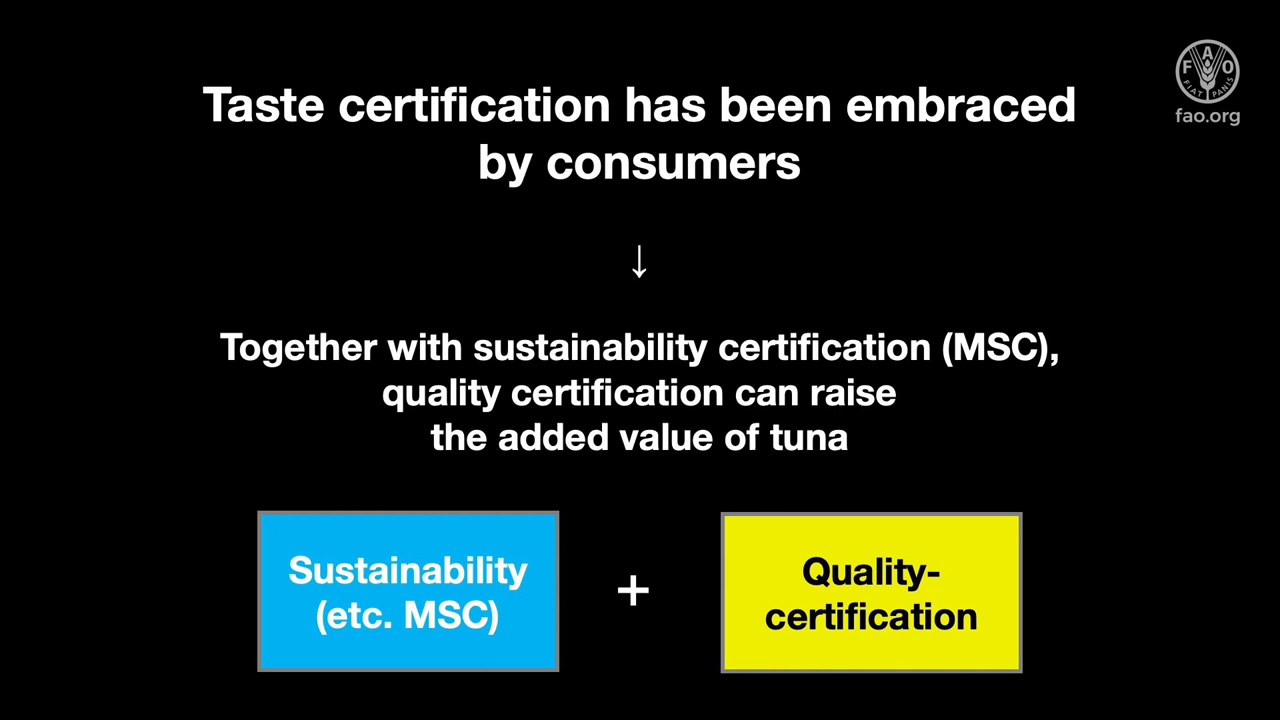 Taste certification has been embraced
by consumers
↓
Together with sustainability certification (MSC),
quality certification can raise
the added value of tuna
Sustainability
(etc. MSC)
+
Quality-
certification
F A O
FIAT PANIS
fao.org